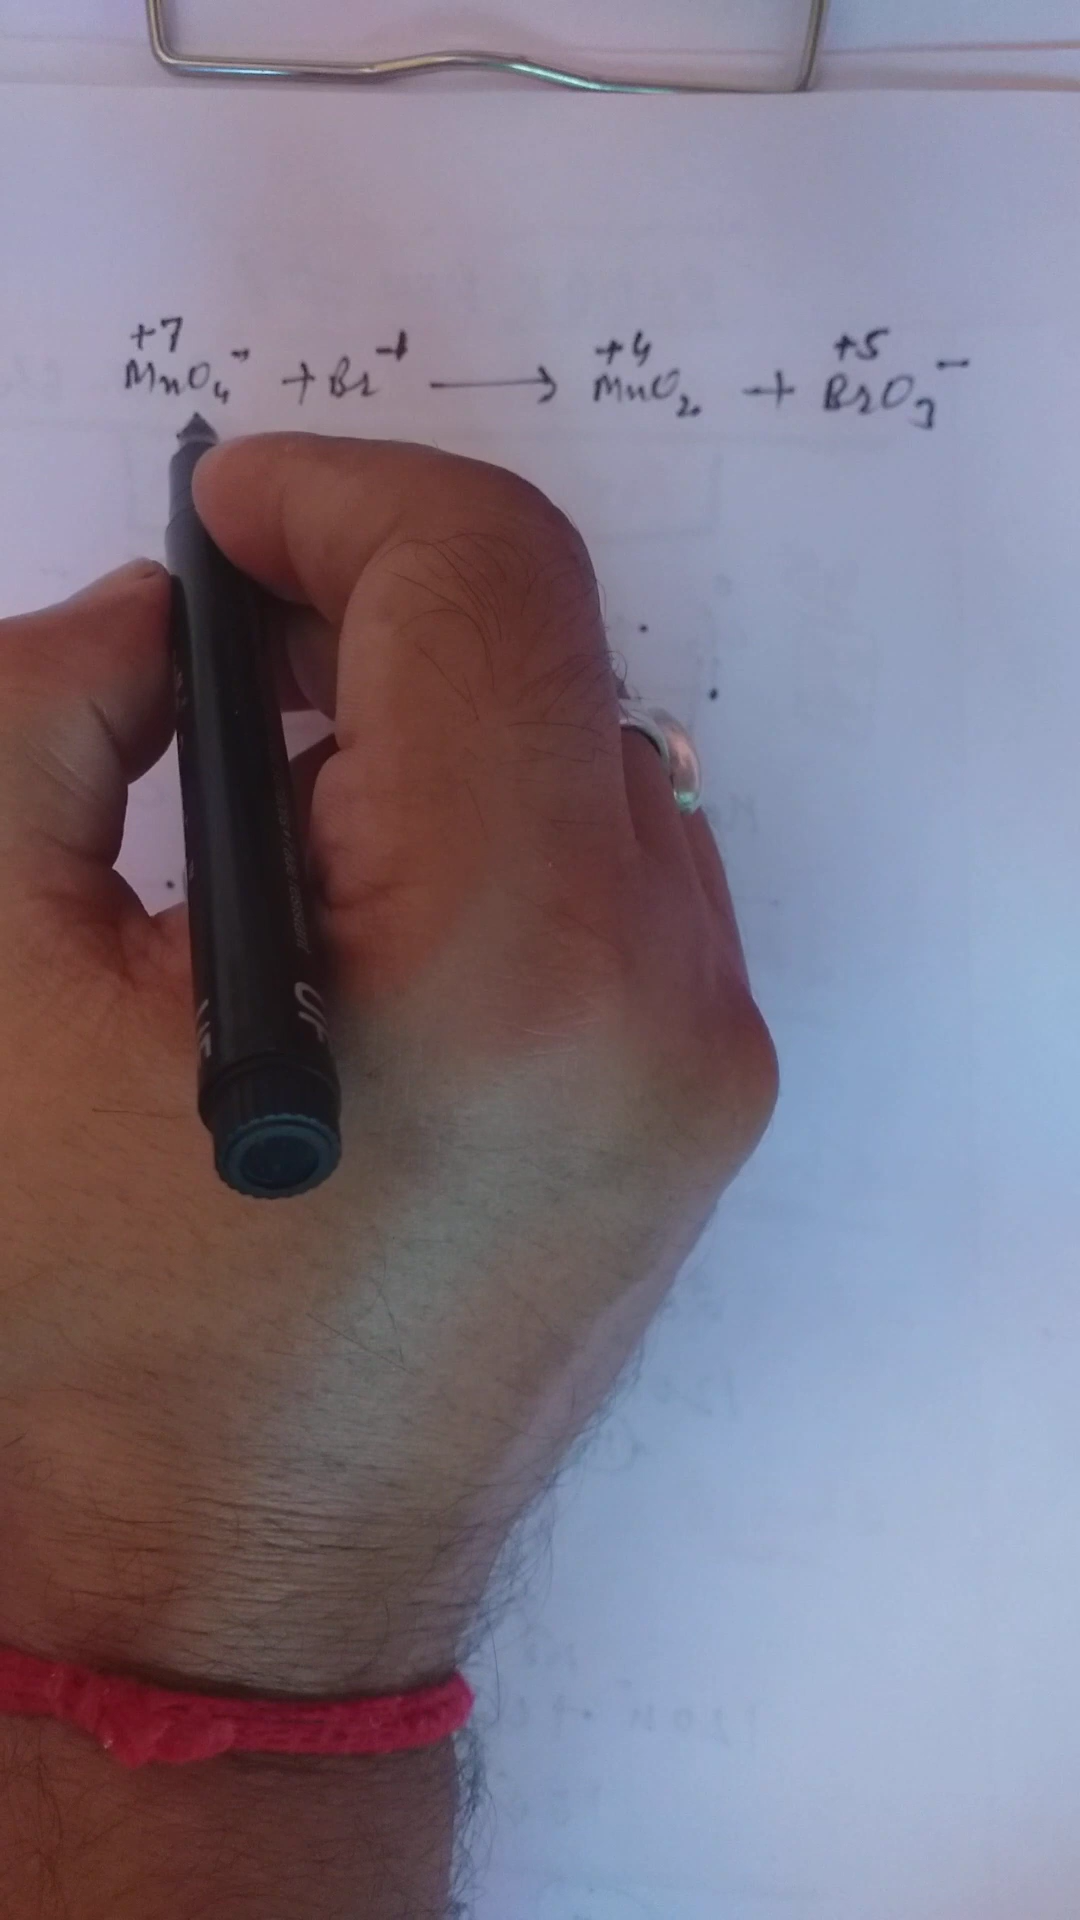 +7 +4 +5
MnO₄⁻ + Br⁻¹ ⟶ MnO₂ + BrO₃⁻